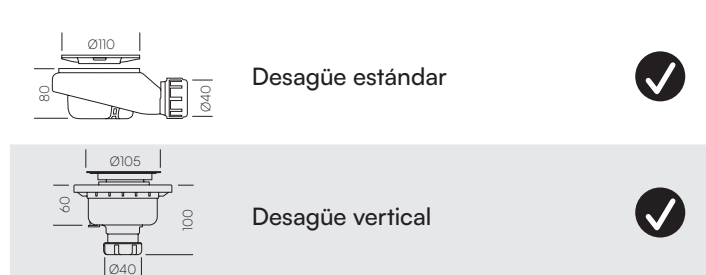 Ø110
80
Ø40
Desagüe estándar
Ø105
60
100
Ø40
Desagüe vertical